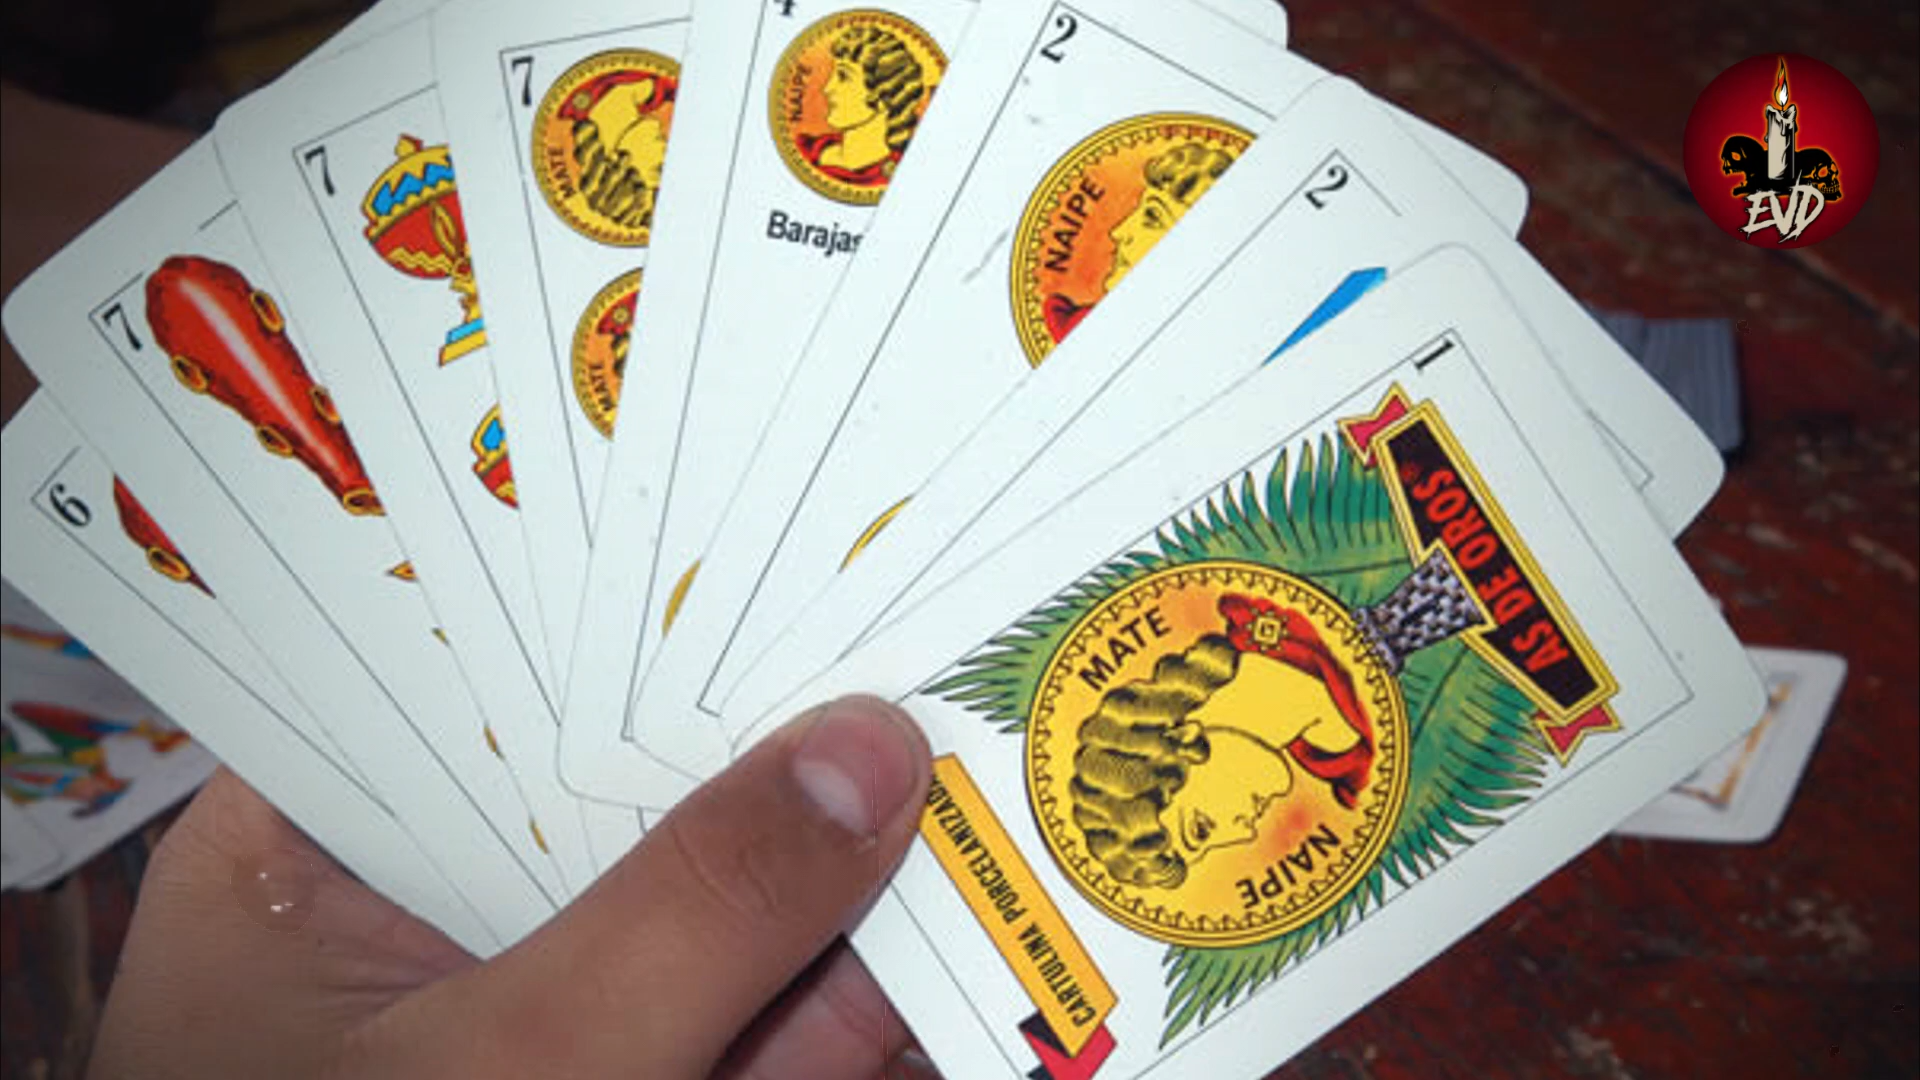 6
7
7
7
MATE
MATE
4
NAIPE
Barajas
2
NAIPE
2
1
AS DE OROS®
MATE
NAIPE
CARTULINA PORCELANIZADA
EVD